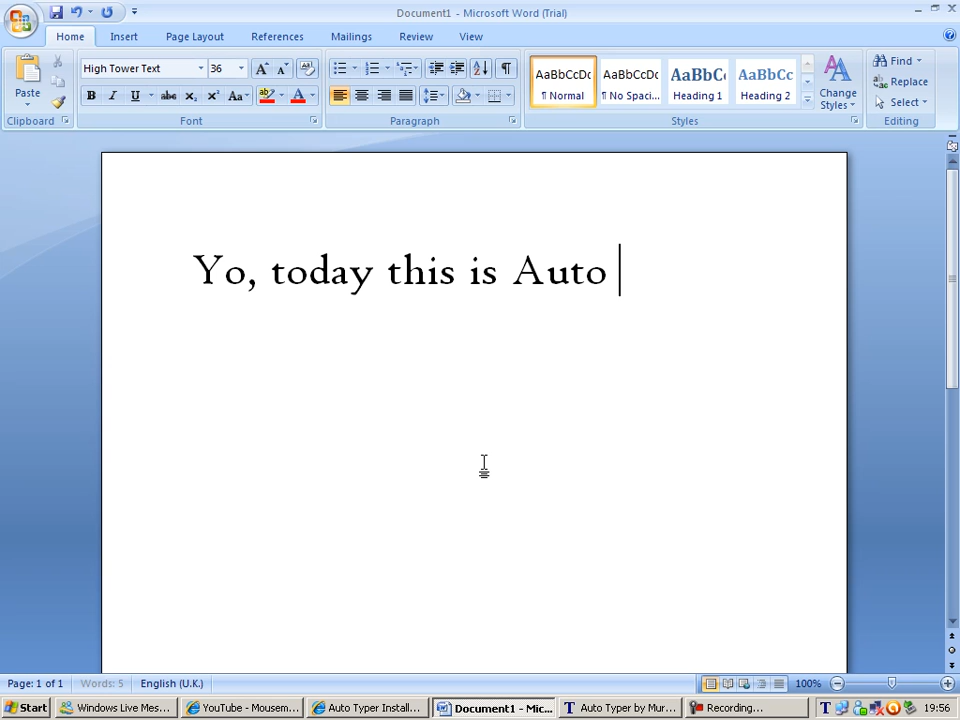 Document1 - Microsoft Word (Trial)
Home Insert Page Layout References Mailings Review View
High Tower Text 36
AaBbCcDc AaBbCcDc AaBbC AaBbCc
¶ Normal ¶ No Spaci... Heading 1 Heading 2
Paste
Change Styles
Find
Replace
Select
Clipboard Font Paragraph Styles Editing
Yo, today this is Auto
Page: 1 of 1 Words: 5 English (U.K.) 100%
Start Windows Live Mes... YouTube - Mousem... Auto Typer Install... Document1 - Mic... Auto Typer by Mur... Recording... 19:56